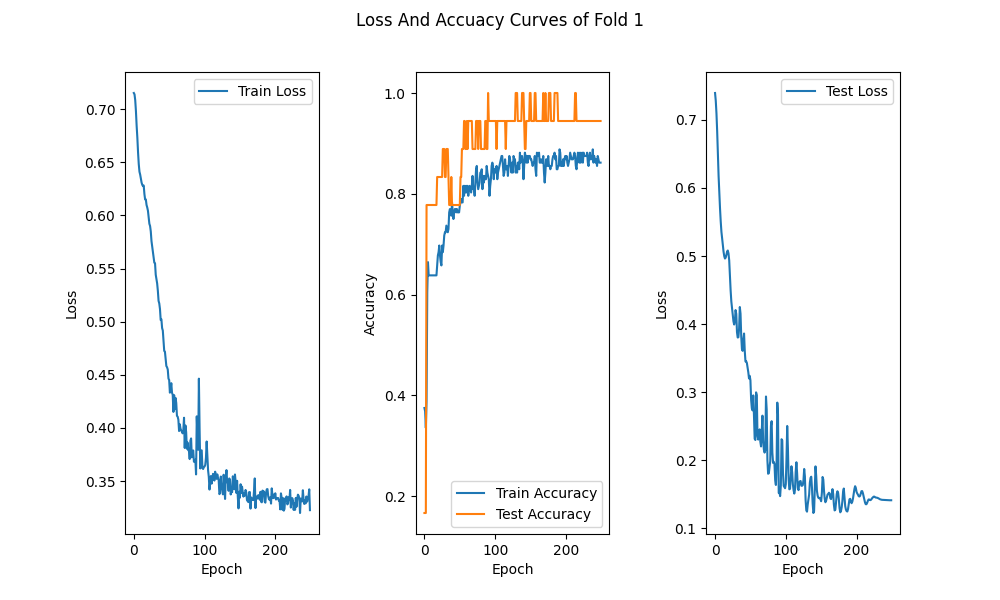 Loss And Accuacy Curves of Fold 1
Train Loss
0.70
0.65
0.60
0.55
0.50
0.45
0.40
0.35
Loss
0 100 200
Epoch
1.0
0.8
0.6
0.4
0.2
Accuracy
Train Accuracy
Test Accuracy
0 100 200
Epoch
Test Loss
0.7
0.6
0.5
0.4
0.3
0.2
0.1
Loss
0 100 200
Epoch